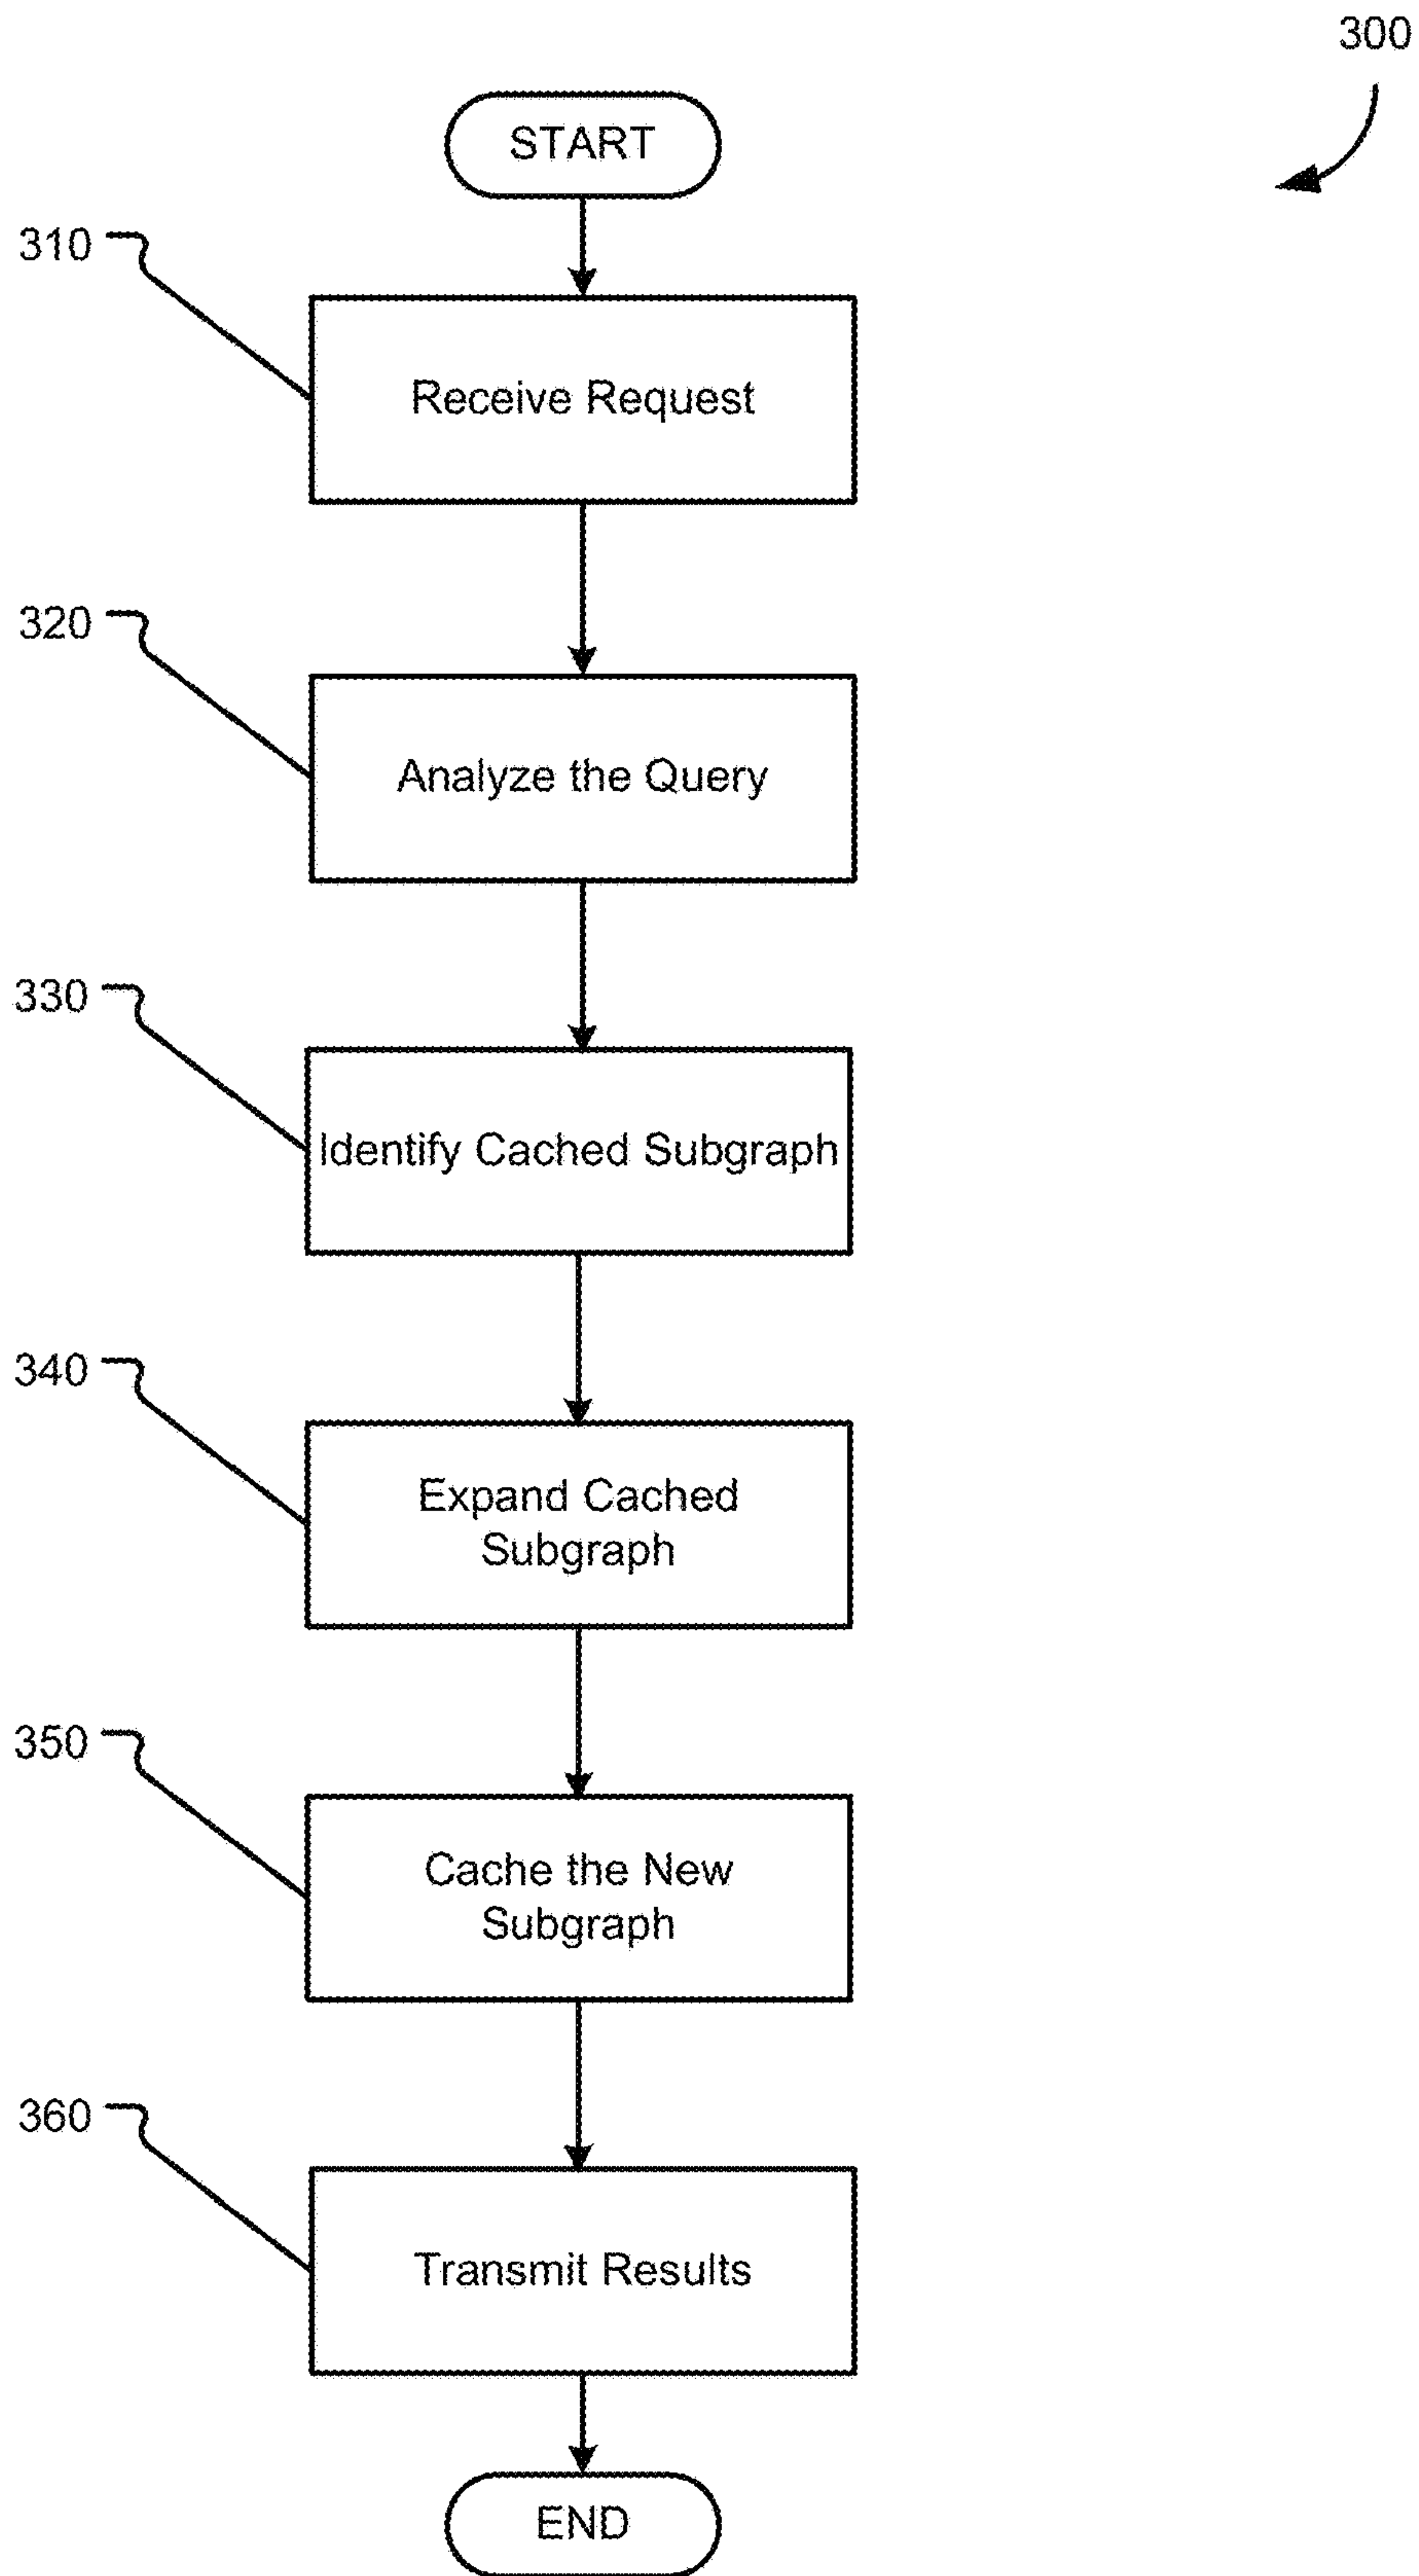 300
START
310
Receive Request
320
Analyze the Query
330
Identify Cached Subgraph
340
Expand Cached
Subgraph
350
Cache the New
Subgraph
360
Transmit Results
END